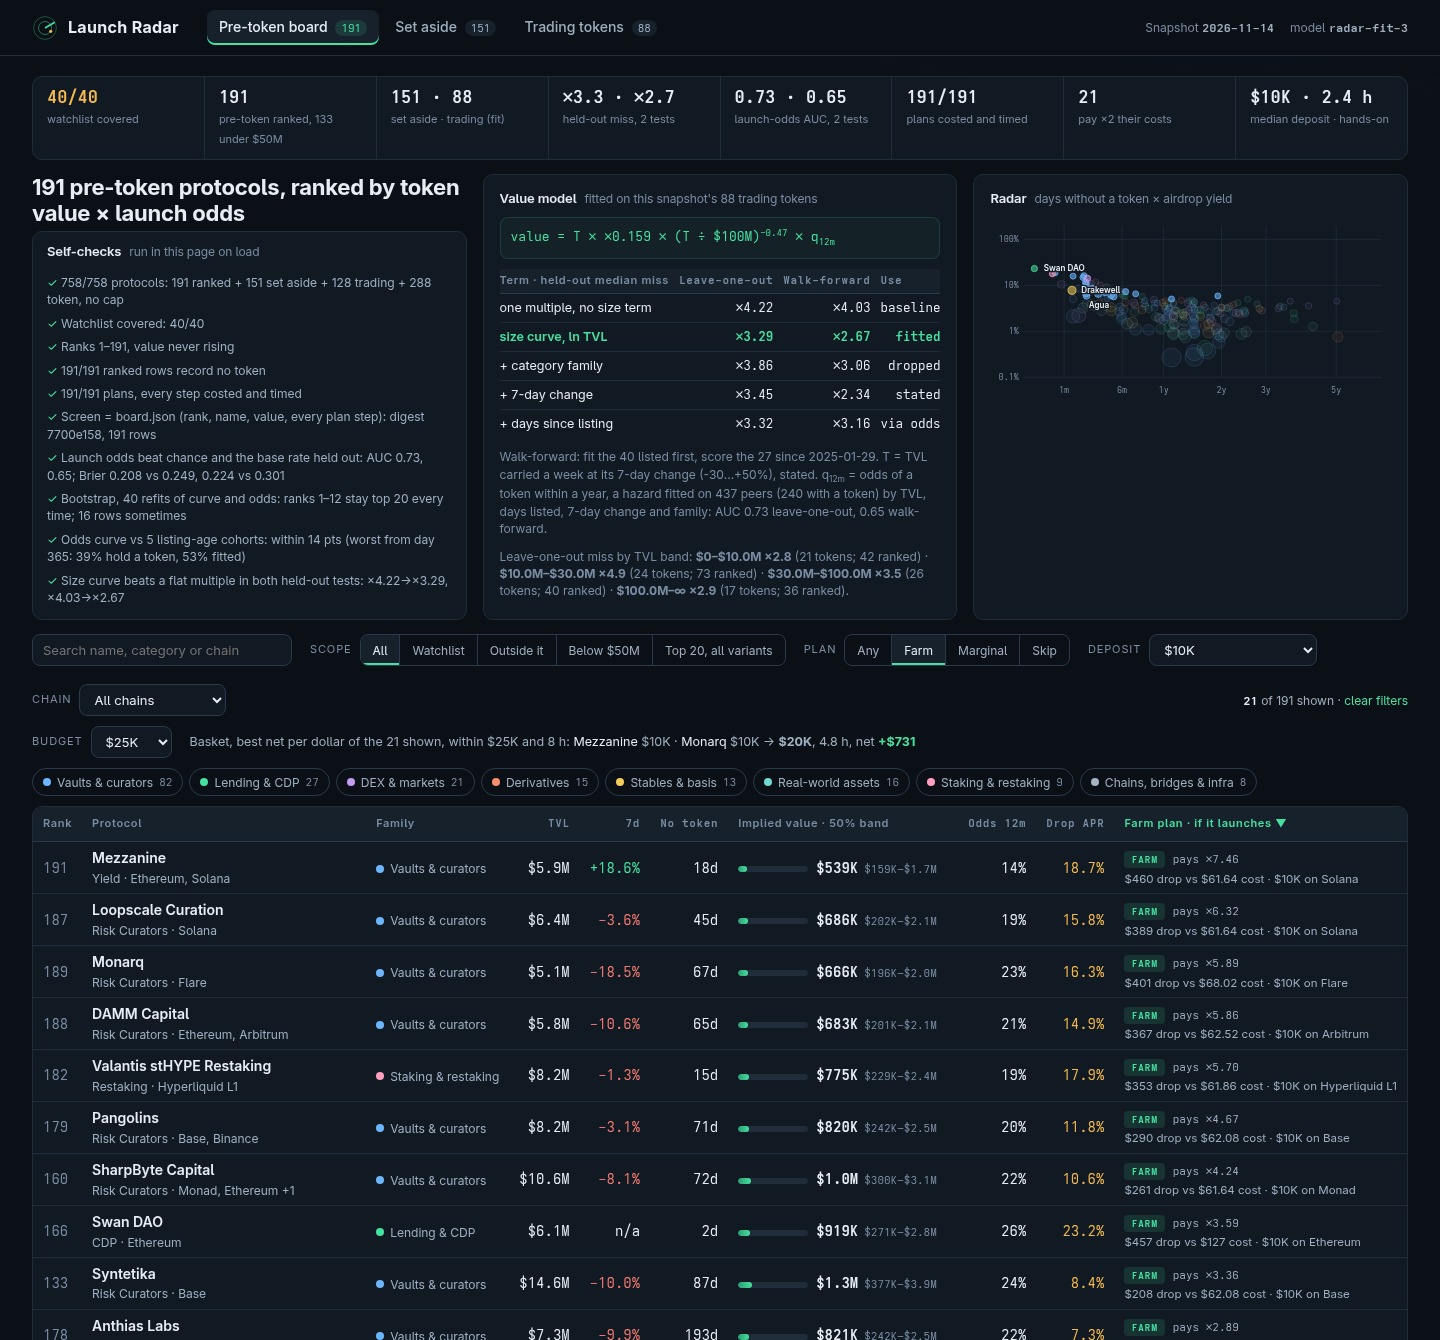 Launch Radar
Pre-token board 191
Set aside 151
Trading tokens 88
Snapshot 2026-11-14 model radar-fit-3
40/40
watchlist covered
191
pre-token ranked, 133
under $50M
151 · 88
set aside · trading (fit)
×3.3 · ×2.7
held-out miss, 2 tests
0.73 · 0.65
launch-odds AUC, 2 tests
191/191
plans costed and timed
21
pay ×2 their costs
$10K · 2.4 h
median deposit · hands-on
191 pre-token protocols, ranked by token
value × launch odds
Self-checks run in this page on load
✓ 758/758 protocols: 191 ranked + 151 set aside + 128 trading + 288
token, no cap
✓ Watchlist covered: 40/40
✓ Ranks 1–191, value never rising
✓ 191/191 ranked rows record no token
✓ 191/191 plans, every step costed and timed
✓ Screen = board.json (rank, name, value, every plan step): digest
7700e158, 191 rows
✓ Launch odds beat chance and the base rate held out: AUC 0.73,
0.65; Brier 0.208 vs 0.249, 0.224 vs 0.301
✓ Bootstrap, 40 refits of curve and odds: ranks 1–12 stay top 20 every
time; 16 rows sometimes
✓ Odds curve vs 5 listing-age cohorts: within 14 pts (worst from day
365: 39% hold a token, 53% fitted)
✓ Size curve beats a flat multiple in both held-out tests: ×4.22→×3.29,
×4.03→×2.67
Value model fitted on this snapshot's 88 trading tokens
value = T × ×0.159 × (T ÷ $100M)−0.47 × q12m
Term · held-out median miss Leave-one-out Walk-forward Use
one multiple, no size term ×4.22 ×4.03 baseline
size curve, ln TVL ×3.29 ×2.67 fitted
+ category family ×3.86 ×3.06 dropped
+ 7-day change ×3.45 ×2.34 stated
+ days since listing ×3.32 ×3.16 via odds
Walk-forward: fit the 40 listed first, score the 27 since 2025-01-29. T = TVL
carried a week at its 7-day change (-30…+50%), stated. q12m = odds of a
token within a year, a hazard fitted on 437 peers (240 with a token) by TVL,
days listed, 7-day change and family: AUC 0.73 leave-one-out, 0.65 walk-
forward.
Leave-one-out miss by TVL band: $0–$10.0M ×2.8 (21 tokens; 42 ranked) ·
$10.0M–$30.0M ×4.9 (24 tokens; 73 ranked) · $30.0M–$100.0M ×3.5 (26
tokens; 40 ranked) · $100.0M–∞ ×2.9 (17 tokens; 36 ranked).
Radar days without a token × airdrop yield
100%
10%
1%
0.1%
Swan DAO
Drakewell
Agua
1m 6m 1y 2y 3y 5y
Search name, category or chain
SCOPE All Watchlist Outside it Below $50M Top 20, all variants
PLAN Any Farm Marginal Skip
DEPOSIT $10K
CHAIN All chains
21 of 191 shown · clear filters
BUDGET $25K Basket, best net per dollar of the 21 shown, within $25K and 8 h: Mezzanine $10K · Monarq $10K → $20K, 4.8 h, net +$731
Vaults & curators 82
Lending & CDP 27
DEX & markets 21
Derivatives 15
Stables & basis 13
Real-world assets 16
Staking & restaking 9
Chains, bridges & infra 8
Rank Protocol Family TVL 7d No token Implied value · 50% band Odds 12m Drop APR Farm plan · if it launches ▼
191 Mezzanine Vaults & curators $5.9M +18.6% 18d $539K $159K–$1.7M 14% 18.7% FARM pays ×7.46
Yield · Ethereum, Solana $460 drop vs $61.64 cost · $10K on Solana
187 Loopscale Curation Vaults & curators $6.4M −3.6% 45d $686K $202K–$2.1M 19% 15.8% FARM pays ×6.32
Risk Curators · Solana $389 drop vs $61.64 cost · $10K on Solana
189 Monarq Vaults & curators $5.1M −18.5% 67d $666K $196K–$2.0M 23% 16.3% FARM pays ×5.89
Risk Curators · Flare $401 drop vs $68.02 cost · $10K on Flare
188 DAMM Capital Vaults & curators $5.8M −10.6% 65d $683K $201K–$2.1M 21% 14.9% FARM pays ×5.86
Risk Curators · Ethereum, Arbitrum $367 drop vs $62.52 cost · $10K on Arbitrum
182 Valantis stHYPE Restaking Staking & restaking $8.2M −1.3% 15d $775K $229K–$2.4M 19% 17.9% FARM pays ×5.70
Restaking · Hyperliquid L1 $353 drop vs $61.86 cost · $10K on Hyperliquid L1
179 Pangolins Vaults & curators $8.2M −3.1% 71d $820K $242K–$2.5M 20% 11.8% FARM pays ×4.67
Risk Curators · Base, Binance $290 drop vs $62.08 cost · $10K on Base
160 SharpByte Capital Vaults & curators $10.6M −8.1% 72d $1.0M $300K–$3.1M 22% 10.6% FARM pays ×4.24
Risk Curators · Monad, Ethereum +1 $261 drop vs $61.64 cost · $10K on Monad
166 Swan DAO Lending & CDP $6.1M n/a 2d $919K $271K–$2.8M 26% 23.2% FARM pays ×3.59
CDP · Ethereum $457 drop vs $127 cost · $10K on Ethereum
133 Syntetika Vaults & curators $14.6M −10.0% 87d $1.3M $377K–$3.9M 24% 8.4% FARM pays ×3.36
Risk Curators · Base $208 drop vs $62.08 cost · $10K on Base
178 Anthias Labs Vaults & curators $7.3M −9.9% 193d $821K $242K–$2.5M 22% 7.3% FARM pays ×2.89